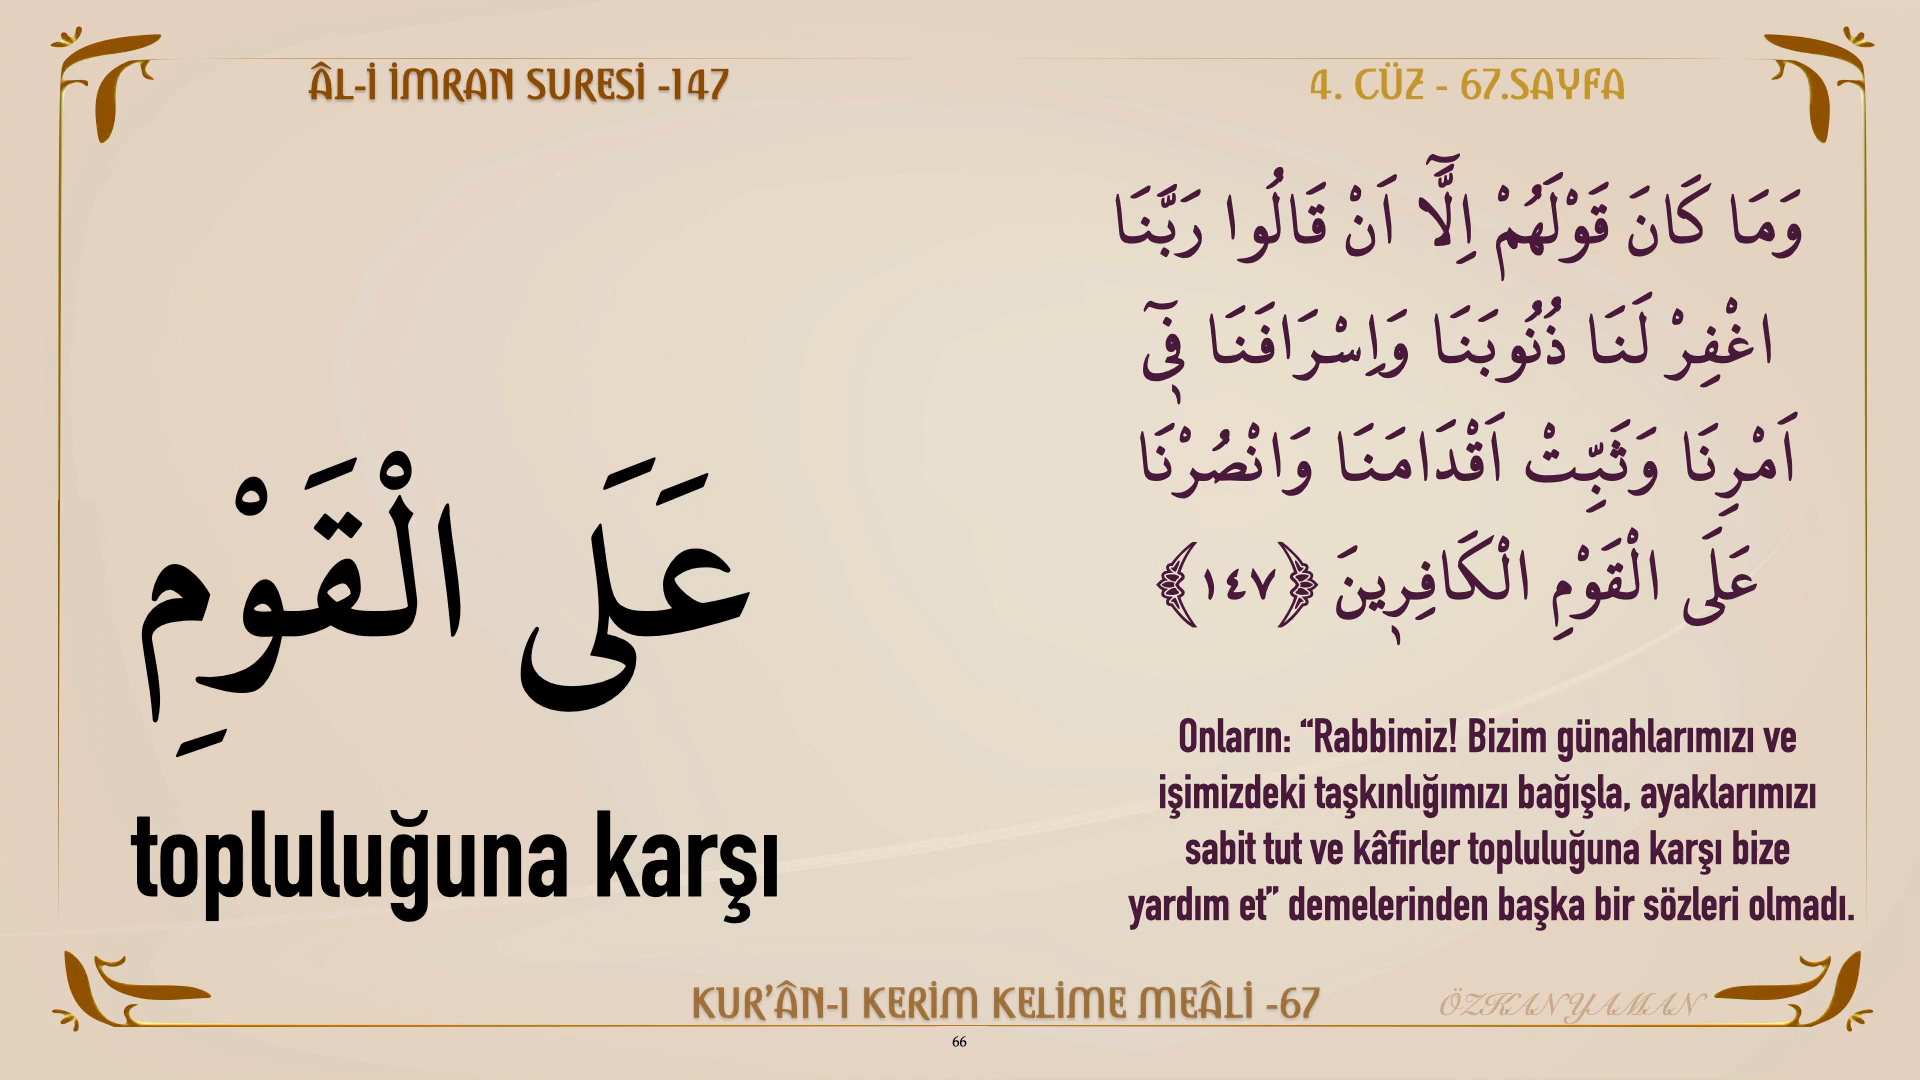 ÂL-İ İMRAN SURESİ -147
4. CÜZ - 67.SAYFA
وَمَا كَانَ قَوْلَهُمْ اِلَّٓا اَنْ قَالُوا رَبَّنَا
اغْفِرْ لَنَا ذُنُوبَنَا وَاِسْرَافَنَا ف۪ٓى
اَمْرِنَا وَثَبِّتْ اَقْدَامَنَا وَانْصُرْنَا
عَلَى الْقَوْمِ الْكَافِر۪ينَ ﴿١٤٧﴾
عَلَى الْقَوْمِ
topluluğuna karşı
Onların: “Rabbimiz! Bizim günahlarımızı ve
işimizdeki taşkınlığımızı bağışla, ayaklarımızı
sabit tut ve kâfirler topluluğuna karşı bize
yardım et” demelerinden başka bir sözleri olmadı.
KUR’ÂN-I KERİM KELİME MEÂLİ -67
ÖZKAN YAMAN
66